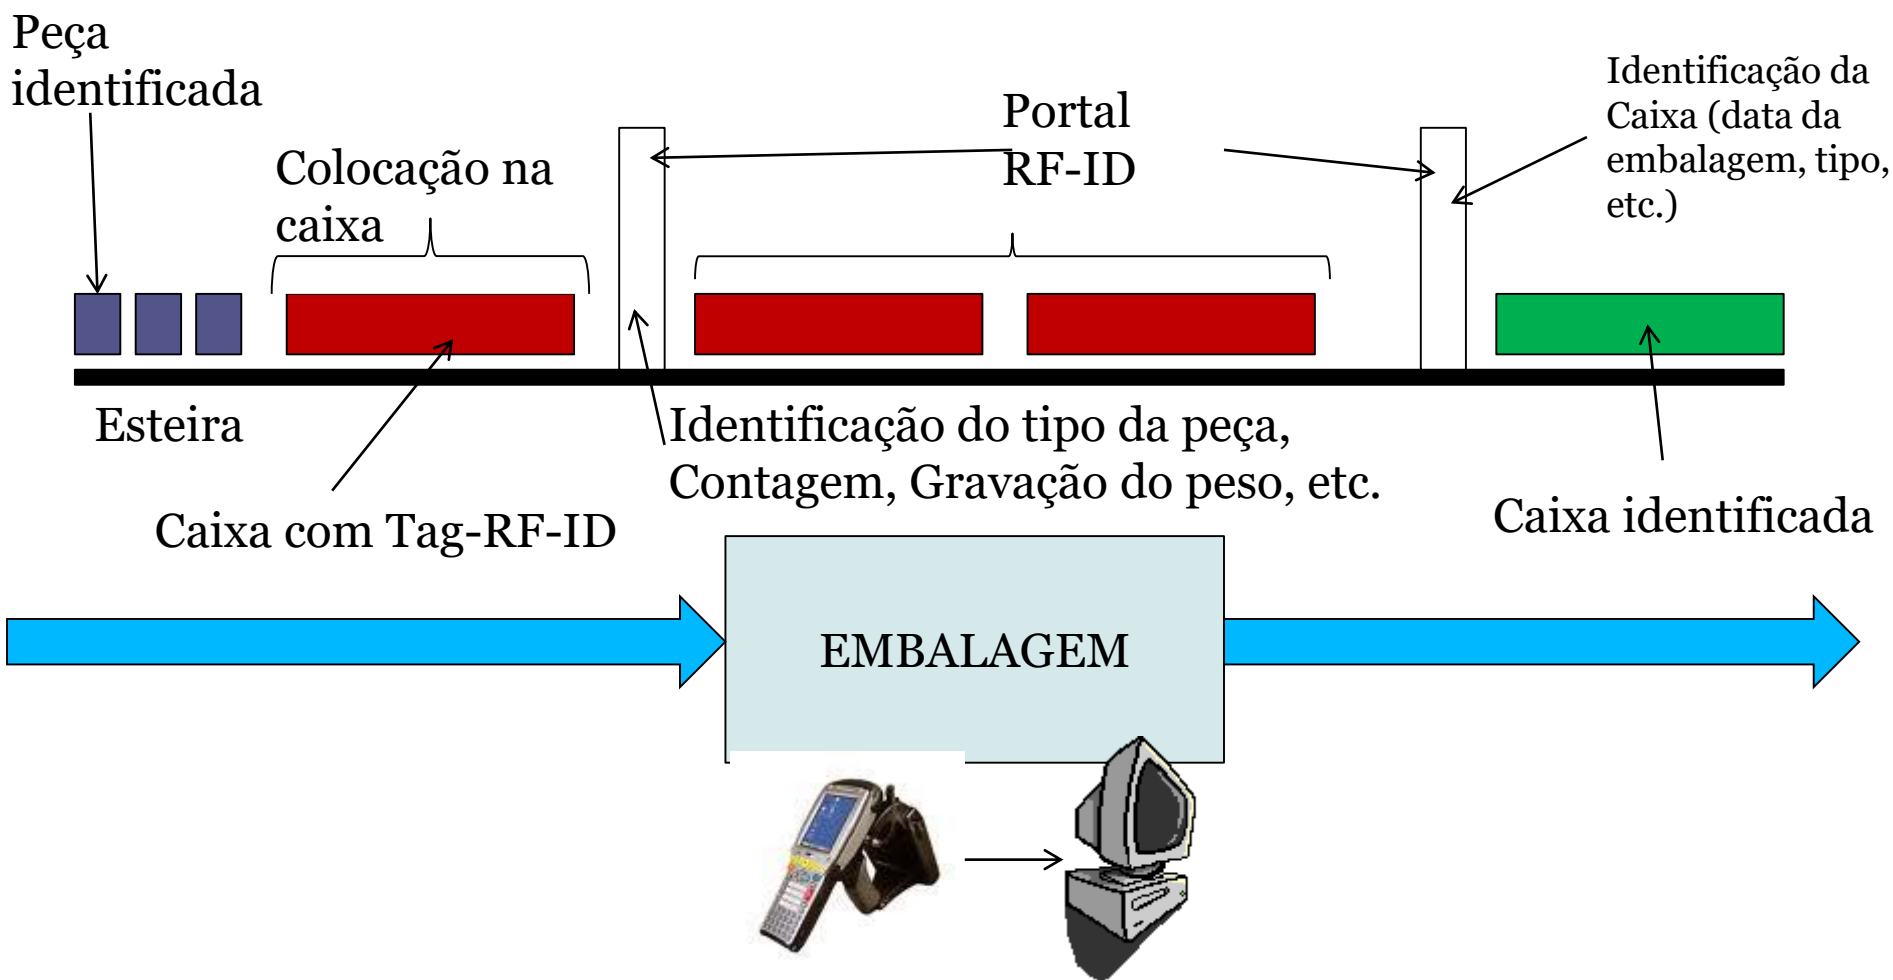 Peça
identificada
Colocação na
caixa
Portal
RF-ID
Identificação da
Caixa (data da
embalagem, tipo,
etc.)
Esteira
Identificação do tipo da peça,
Contagem, Gravação do peso, etc.
Caixa com Tag-RF-ID
Caixa identificada
EMBALAGEM